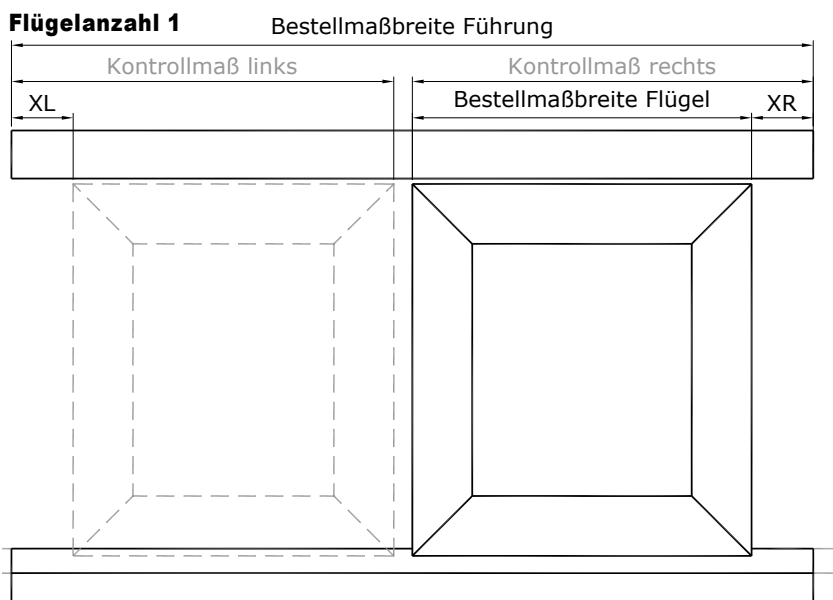 Flügelanzahl 1
Bestellmaßbreite Führung
Kontrollmaß links
Kontrollmaß rechts
XL
Bestellmaßbreite Flügel
XR